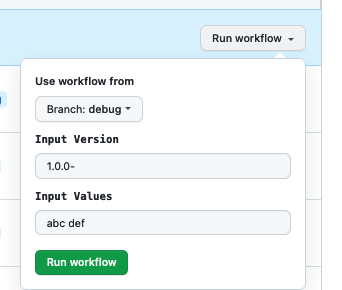 Run workflow
Use workflow from
Branch: debug
Input Version
1.0.0-
Input Values
abc def
Run workflow